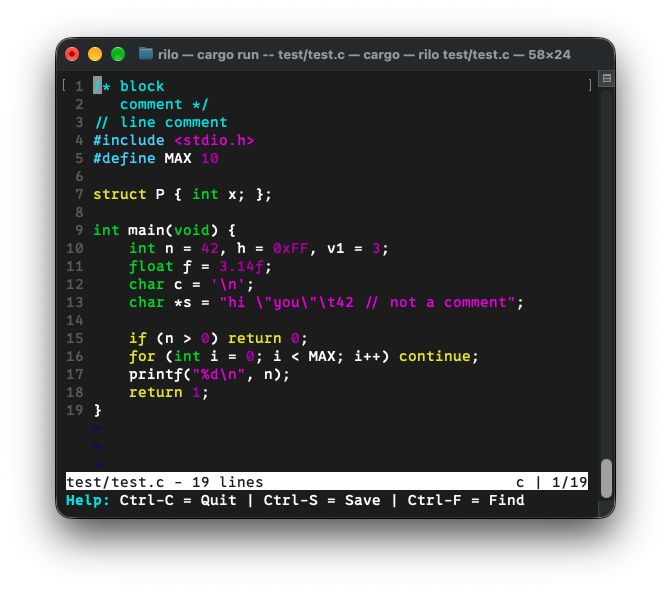 rilo — cargo run -- test/test.c — cargo — rilo test/test.c — 58×24
1 /* block
2    comment */
3 // line comment
4 #include <stdio.h>
5 #define MAX 10
6
7 struct P { int x; };
8
9 int main(void) {
10     int n = 42, h = 0xFF, v1 = 3;
11     float f = 3.14f;
12     char c = '\n';
13     char *s = "hi \"you\"\t42 // not a comment";
14
15     if (n > 0) return 0;
16     for (int i = 0; i < MAX; i++) continue;
17     printf("%d\n", n);
18     return 1;
19 }
~
~
~
test/test.c - 19 lines c | 1/19
Help: Ctrl-C = Quit | Ctrl-S = Save | Ctrl-F = Find